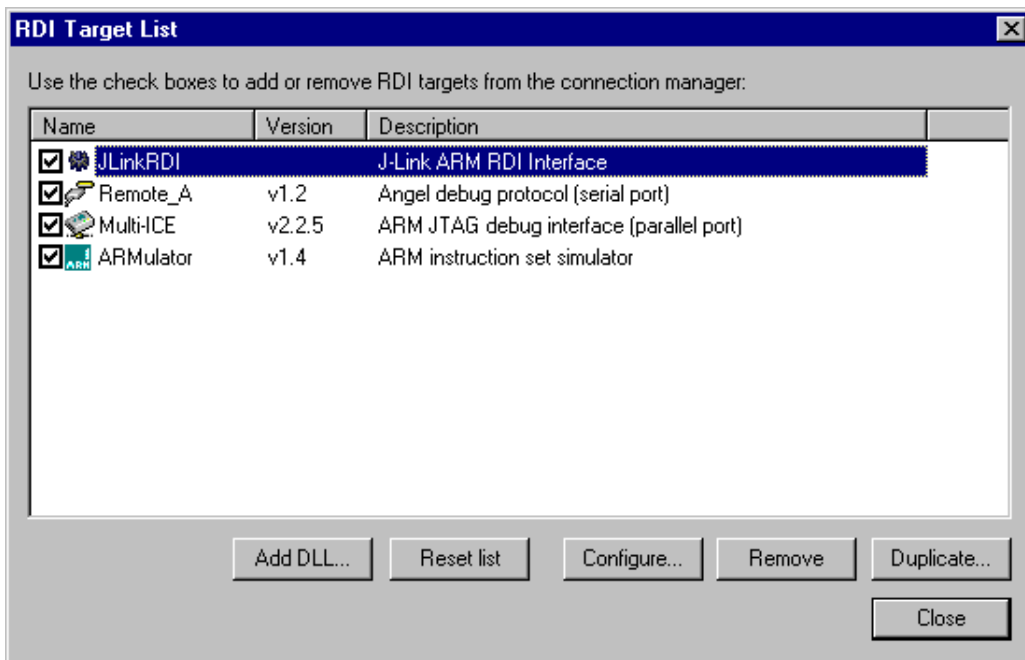 RDI Target List
Use the check boxes to add or remove RDI targets from the connection manager:
Name Version Description
JLinkRDI J-Link ARM RDI Interface
Remote_A v1.2 Angel debug protocol (serial port)
Multi-ICE v2.2.5 ARM JTAG debug interface (parallel port)
ARM ARMulator v1.4 ARM instruction set simulator
Add DLL... Reset list Configure... Remove Duplicate...
Close